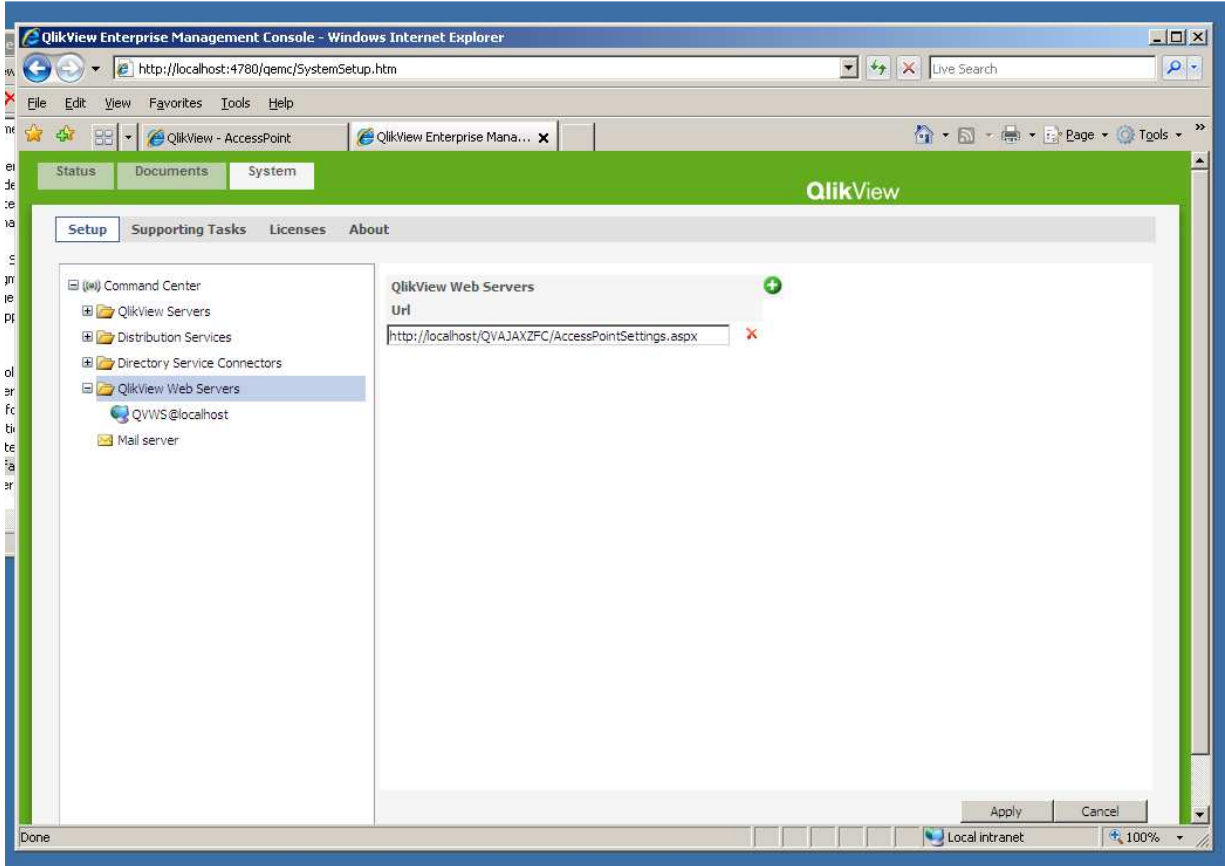 QlikView Enterprise Management Console - Windows Internet Explorer
http://localhost:4780/qemc/SystemSetup.htm
Live Search
File Edit View Favorites Tools Help
QlikView - AccessPoint
QlikView Enterprise Mana...
Page Tools »
Status Documents System
QlikView
Setup Supporting Tasks Licenses About
Command Center
QlikView Servers
Distribution Services
Directory Service Connectors
QlikView Web Servers
QVWS@localhost
Mail server
QlikView Web Servers
Url
http://localhost/QVAJAXZFC/AccessPointSettings.aspx
Apply Cancel
Done
Local intranet
100%